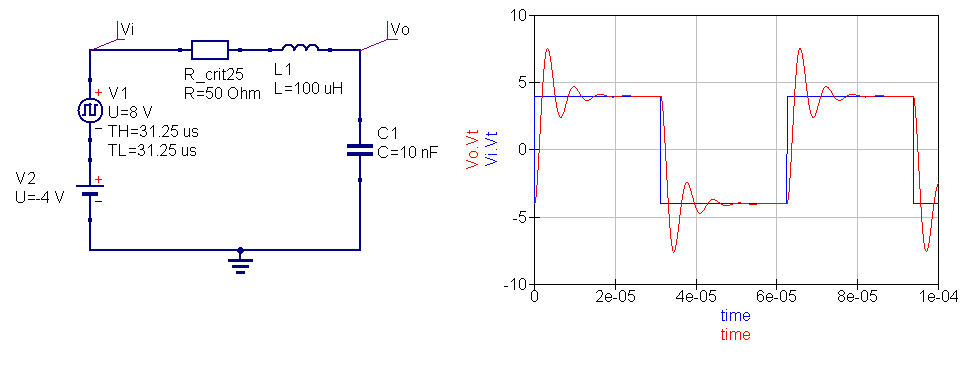 Vi
Vo
R_crit25
R=50 Ohm
L1
L=100 uH
V1
U=8 V
TH=31.25 us
TL=31.25 us
C1
C=10 nF
V2
U=-4 V
+
−
+
−
10
5
0
-5
-10
Vo.Vt
Vi.Vt
0 2e-05 4e-05 6e-05 8e-05 1e-04
time
time